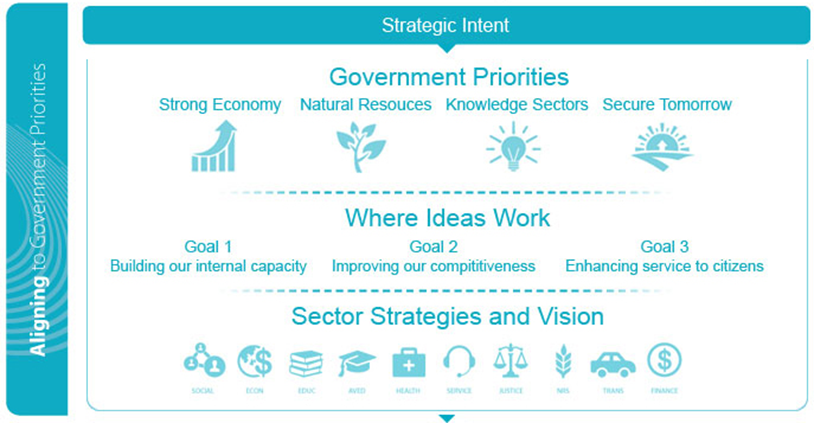 Aligning to Government Priorities
Strategic Intent
Government Priorities
Strong Economy Natural Resouces Knowledge Sectors Secure Tomorrow
Where Ideas Work
Goal 1 Goal 2 Goal 3
Building our internal capacity Improving our compititiveness Enhancing service to citizens
Sector Strategies and Vision
$ $
SOCIAL ECON EDUC AVED HEALTH SERVICE JUSTICE NRS TRANS FINANCE